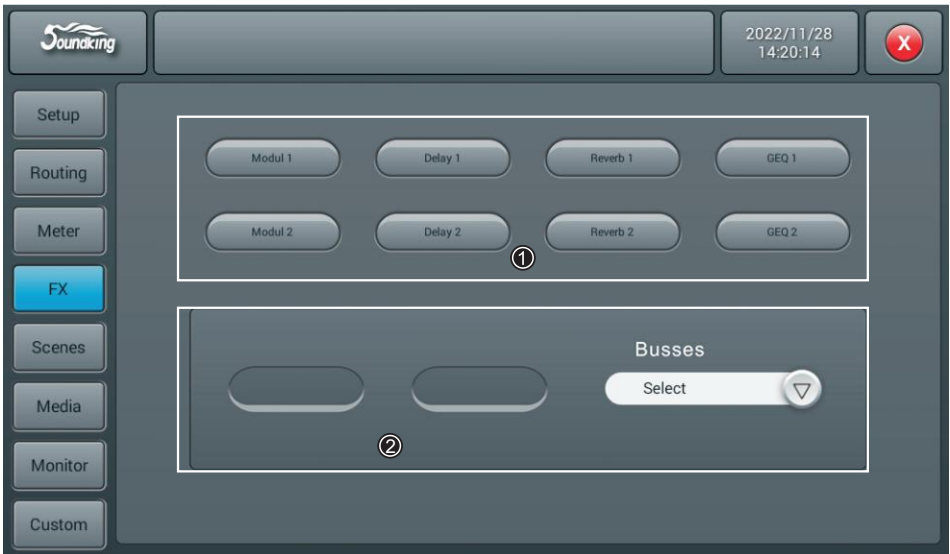 Soundking
2022/11/28
14:20:14
X
Setup
Routing
Meter
FX
Scenes
Media
Monitor
Custom
Modul 1 Delay 1 Reverb 1 GEQ 1
Modul 2 Delay 2 Reverb 2 GEQ 2
①
Busses
Select
②